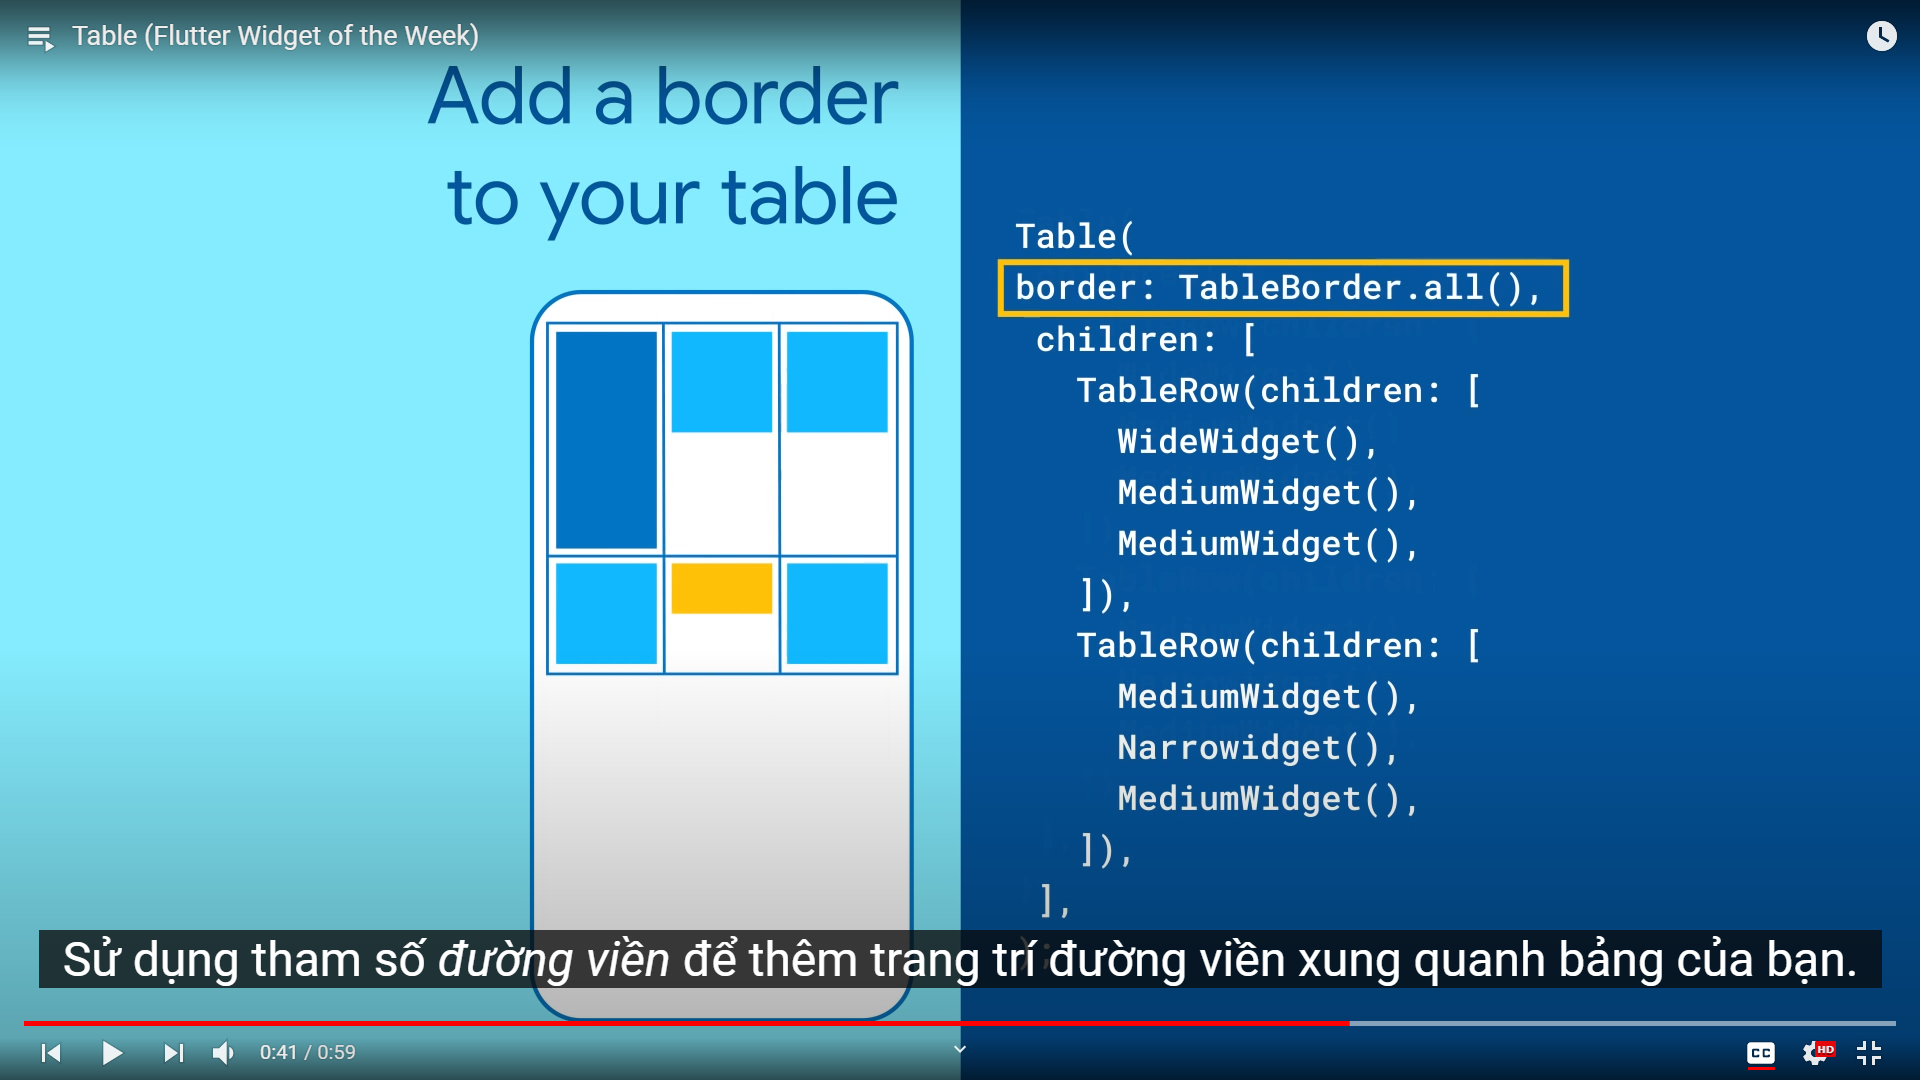 Table (Flutter Widget of the Week)
Add a border
to your table
Table(
border: TableBorder.all(),
children: [
TableRow(children: [
WideWidget(),
MediumWidget(),
MediumWidget(),
]),
TableRow(children: [
MediumWidget(),
Narrowidget(),
MediumWidget(),
]),
],
);
Sử dụng tham số đường viền để thêm trang trí đường viền xung quanh bảng của bạn.
0:41 / 0:59
CC
HD